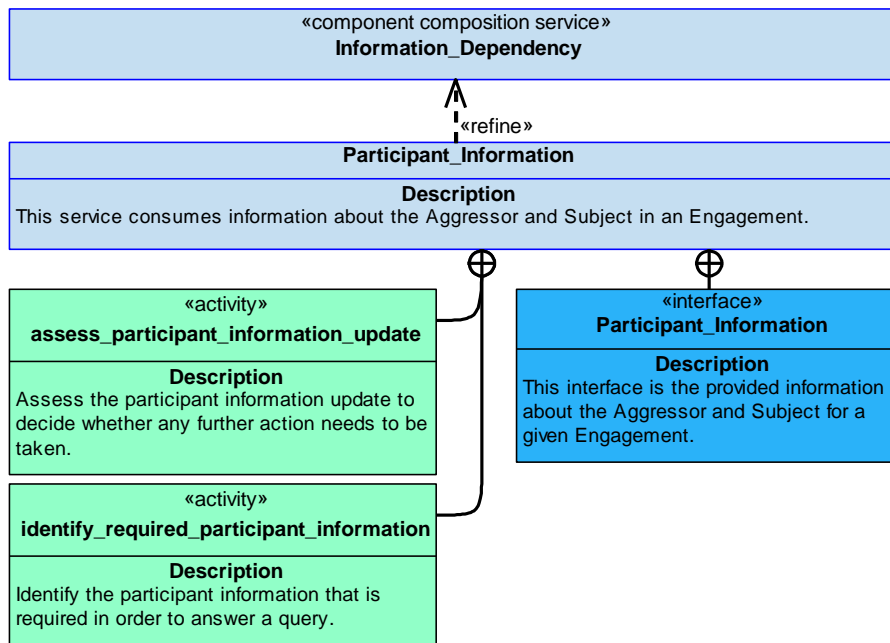 «component composition service»
Information_Dependency
«refine»
Participant_Information
Description
This service consumes information about the Aggressor and Subject in an Engagement.
«activity»
assess_participant_information_update
Description
Assess the participant information update to
decide whether any further action needs to be
taken.
«interface»
Participant_Information
Description
This interface is the provided information
about the Aggressor and Subject for a
given Engagement.
«activity»
identify_required_participant_information
Description
Identify the participant information that is
required in order to answer a query.